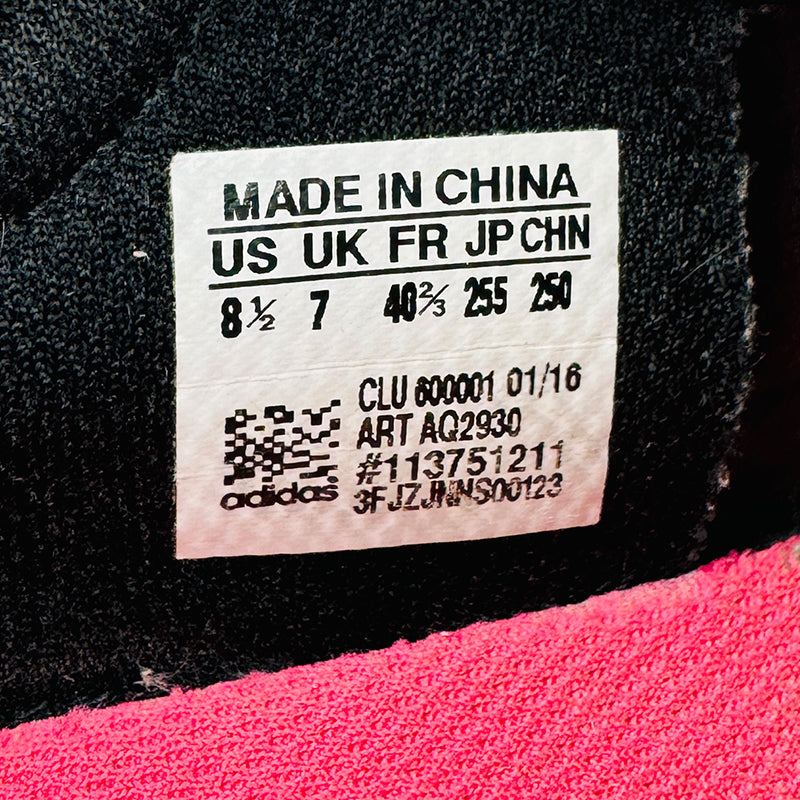 MADE IN CHINA
US UK FR JP CHN
8½ 7 40⅔ 255 250
CLU 600001 01/16
ART AQ2930
#113751211
3FJZJNNS00123
adidas